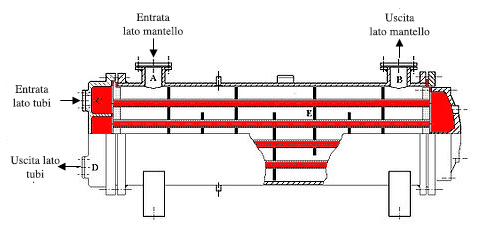 Entrata
lato mantello
Uscita
lato mantello
A
B
Entrata
lato tubi
C
E
Uscita lato
tubi
D